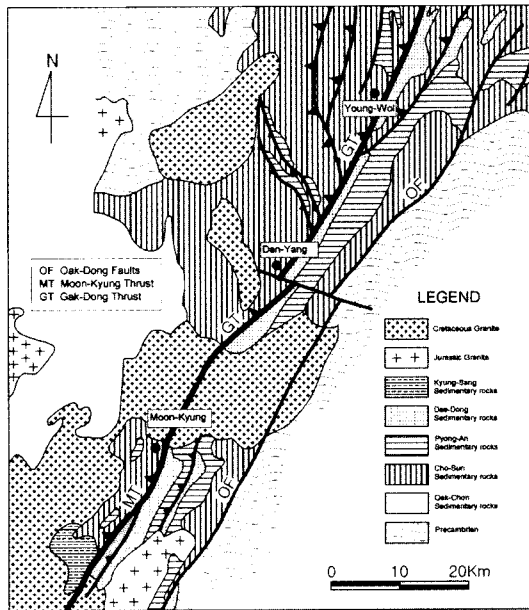 N
Young-Wol
GT
OF
Dan-Yang
OF Oak-Dong Faults
MT Moon-Kyung Thrust
GT Gak-Dong Thrust
GT
Moon-Kyung
MT
OF
LEGEND
Cretaceous Granite
Jurassic Granite
Kyung-Sang
Sedimentary rocks
Dae-Dong
Sedimentary rocks
Pyong-An
Sedimentary rocks
Cho-Sun
Sedimentary rocks
Oak-Chon
Sedimentary rocks
Precambrian
0 10 20Km